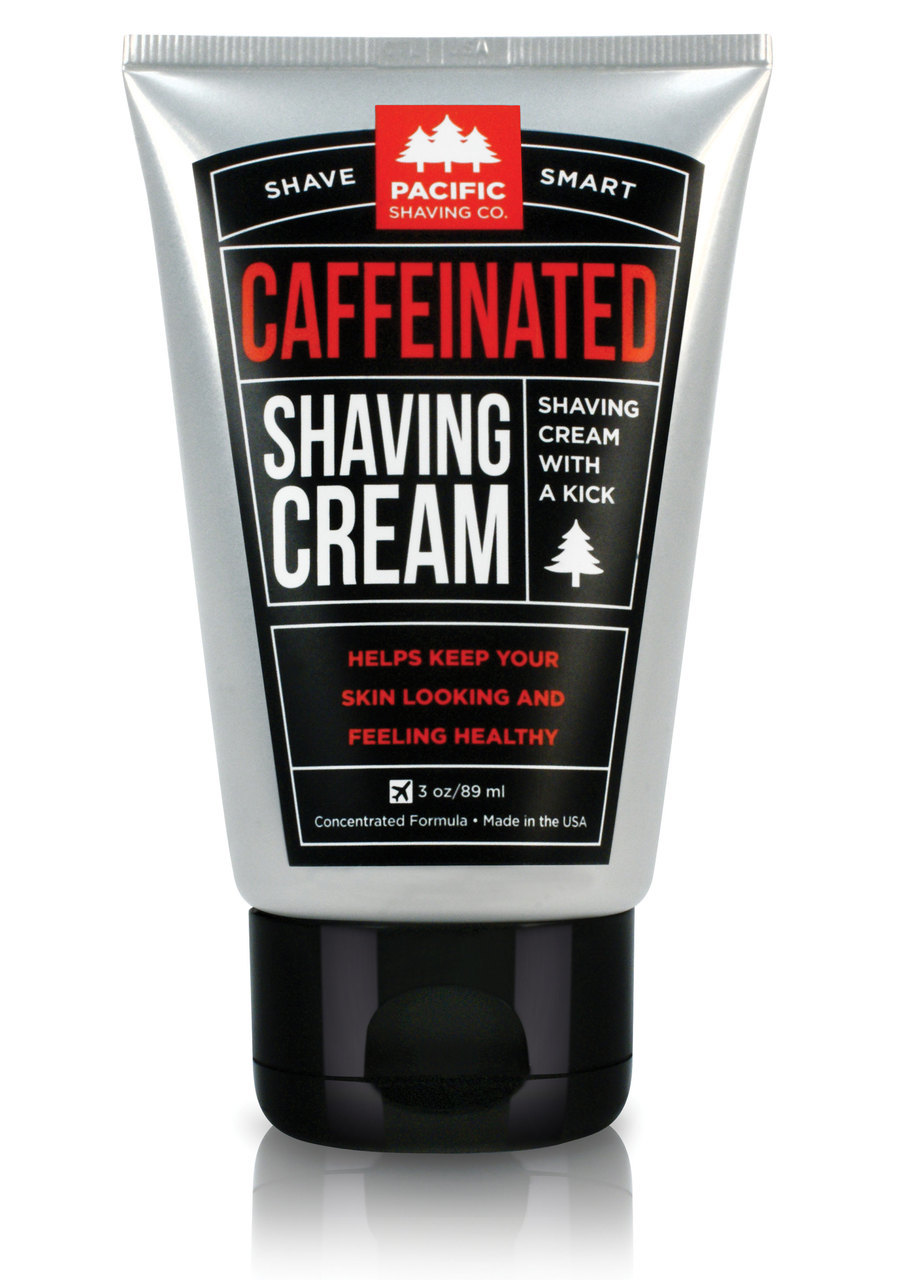 SHAVE
PACIFIC
SHAVING CO.
SMART
CAFFEINATED
SHAVING
CREAM
SHAVING
CREAM
WITH
A KICK
HELPS KEEP YOUR
SKIN LOOKING AND
FEELING HEALTHY
3 oz/89 ml
Concentrated Formula • Made in the USA